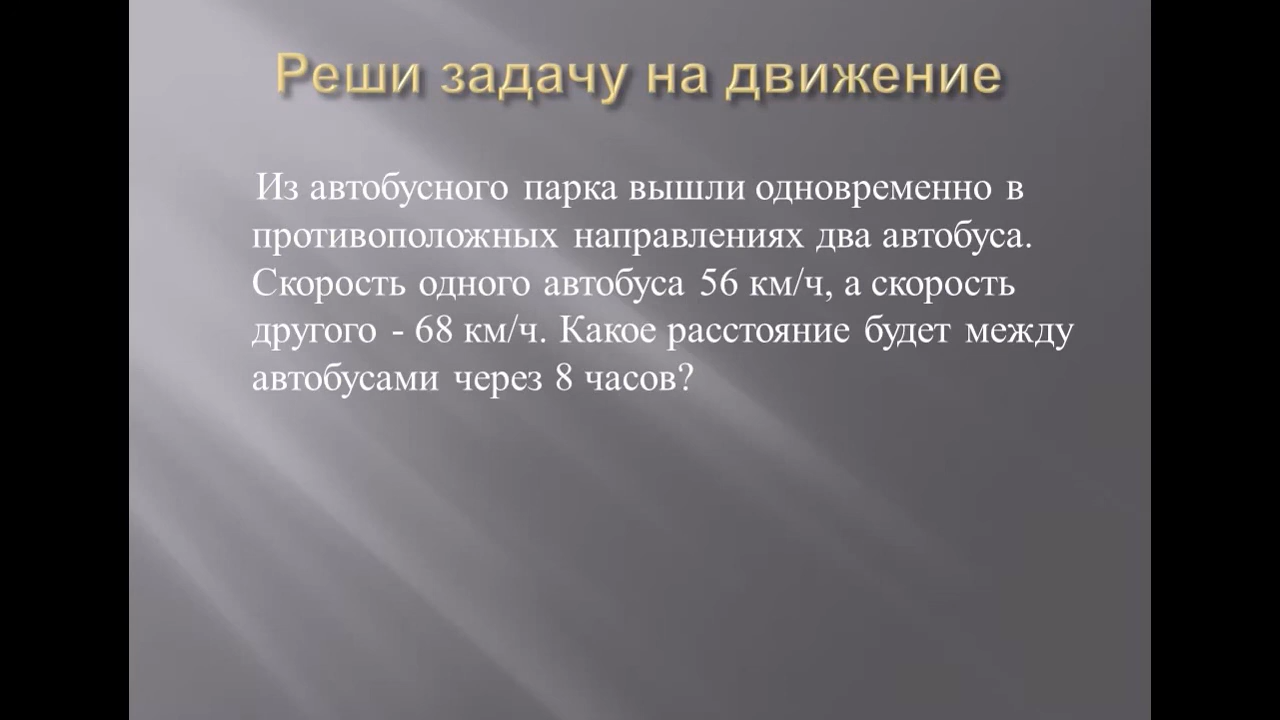 Реши задачу на движение
Из автобусного парка вышли одновременно в
противоположных направлениях два автобуса.
Скорость одного автобуса 56 км/ч, а скорость
другого - 68 км/ч. Какое расстояние будет между
автобусами через 8 часов?